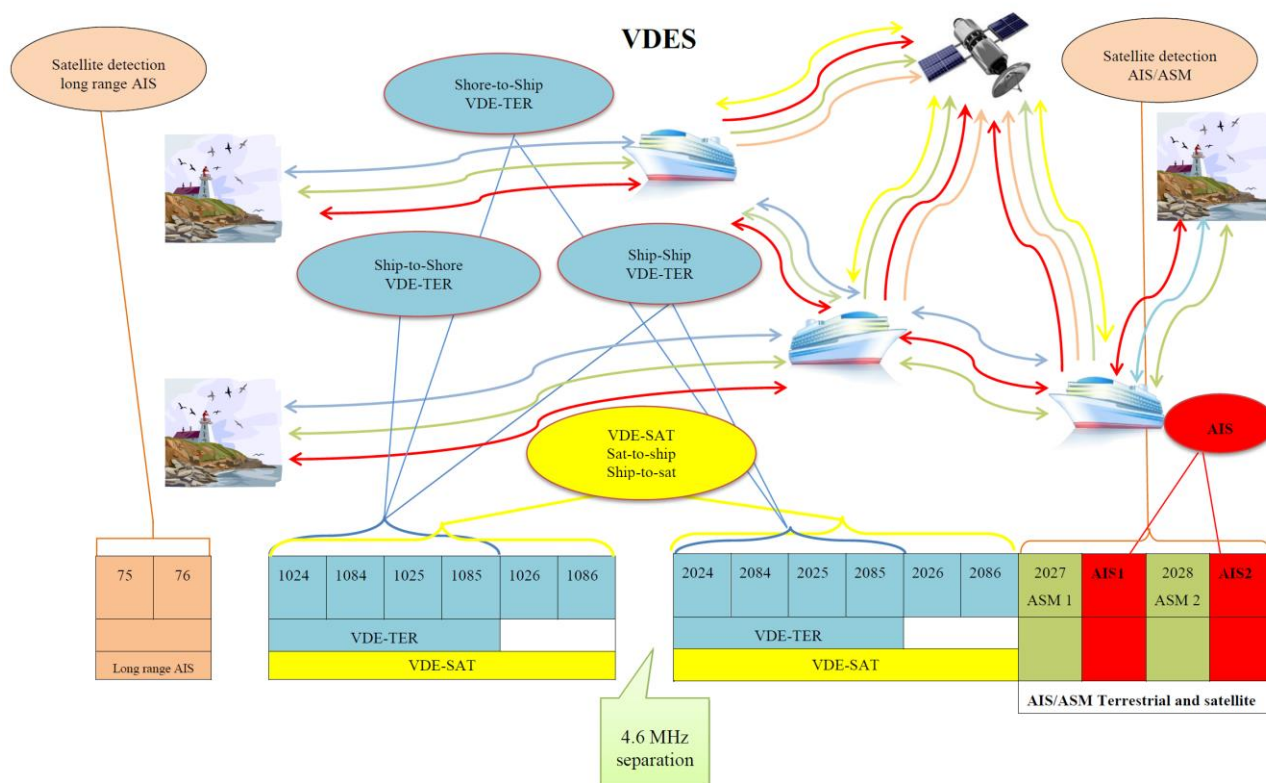 VDES
Satellite detection
long range AIS
Shore-to-Ship
VDE-TER
Satellite detection
AIS/ASM
Ship-to-Shore
VDE-TER
Ship-Ship
VDE-TER
VDE-SAT
Sat-to-ship
Ship-to-sat
AIS
75 76
1024 1084 1025 1085 1026 1086
2024 2084 2025 2085 2026 2086
2027 AIS1 2028 AIS2
ASM 1 ASM 2
VDE-TER
VDE-TER
Long range AIS
VDE-SAT
VDE-SAT
AIS/ASM Terrestrial and satellite
4.6 MHz
separation